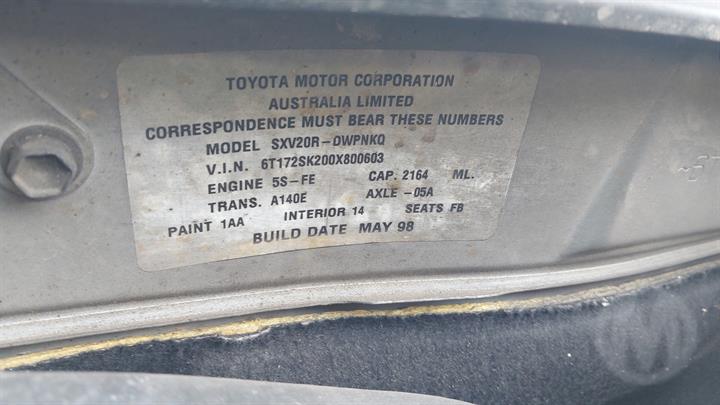 TOYOTA MOTOR CORPORATION
AUSTRALIA LIMITED
CORRESPONDENCE MUST BEAR THESE NUMBERS
MODEL SXV20R-DWPNKQ
V.I.N. 6T172SK200X800603
ENGINE 5S-FE CAP. 2164 ML.
TRANS. A140E AXLE -05A
PAINT 1AA INTERIOR 14 SEATS FB
BUILD DATE MAY 98
M